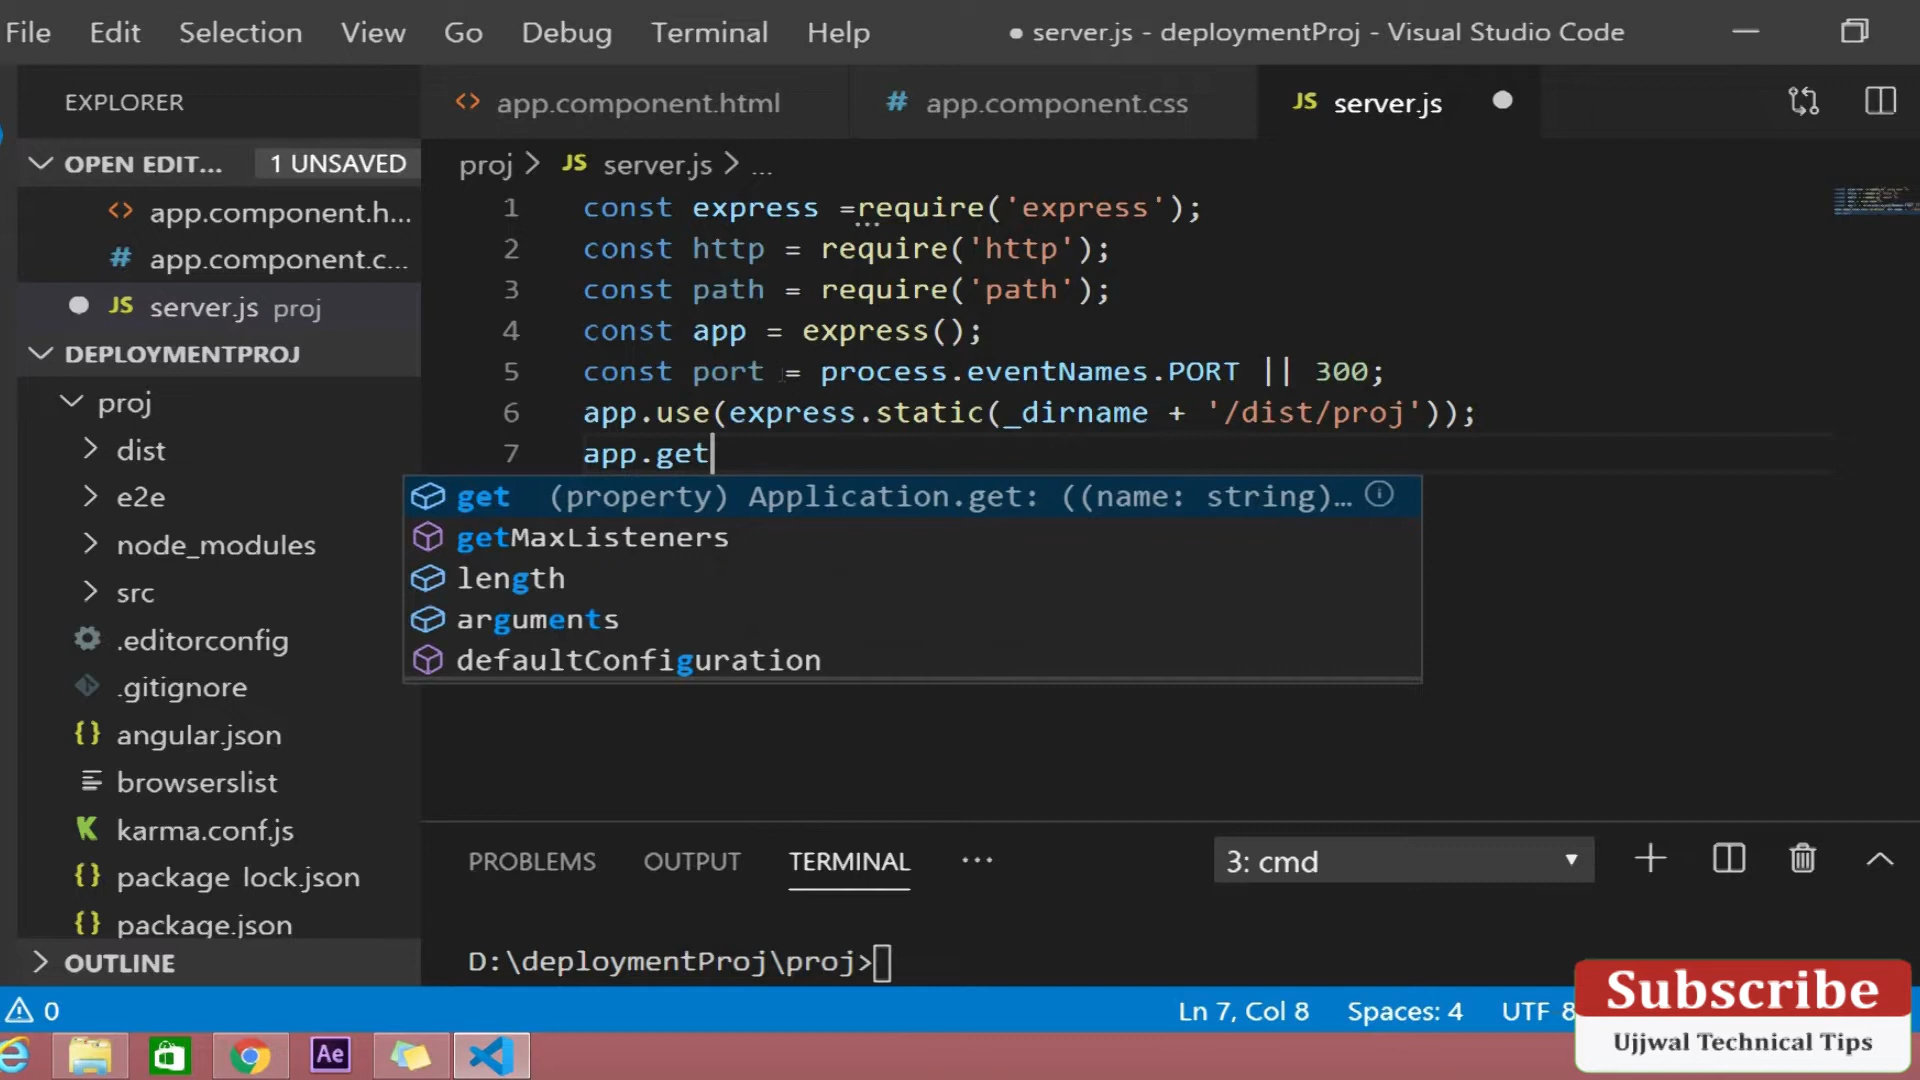 File Edit Selection View Go Debug Terminal Help ● server.js - deploymentProj - Visual Studio Code
EXPLORER
<> app.component.html # app.component.css JS server.js
OPEN EDIT... 1 UNSAVED
<> app.component.h...
# app.component.c...
JS server.js proj
DEPLOYMENTPROJ
proj
dist
e2e
node_modules
src
.editorconfig
.gitignore
{} angular.json
browserslist
K karma.conf.js
{} package lock.json
{} package.json
OUTLINE
proj > JS server.js > ...
1 const express =require('express');
2 const http = require('http');
3 const path = require('path');
4 const app = express();
5 const port = process.eventNames.PORT || 300;
6 app.use(express.static(_dirname + '/dist/proj'));
7 app.get
get (property) Application.get: ((name: string)...
getMaxListeners
length
arguments
defaultConfiguration
PROBLEMS OUTPUT TERMINAL ... 3: cmd
D:\deploymentProj\proj>
0 Ln 7, Col 8 Spaces: 4 UTF 8
Subscribe
Ujjwal Technical Tips
Ae